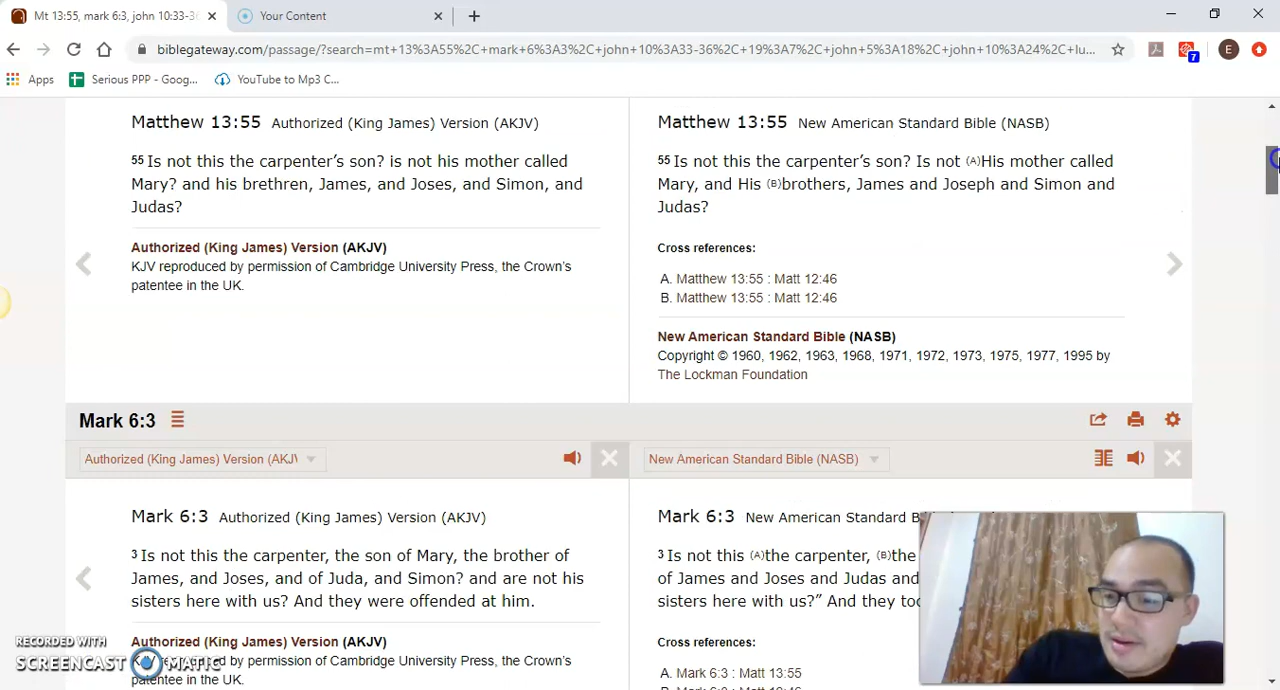 Mt 13:55, mark 6:3, john 10:33-3
Your Content
biblegateway.com/passage/?search=mt+13%3A55%2C+mark+6%3A3%2C+john+10%3A33-36%2C+19%3A7%2C+john+5%3A18%2C+john+10%3A24%2C+lu...
E
7
Apps
Serious PPP - Goog...
YouTube to Mp3 C...
Matthew 13:55 Authorized (King James) Version (AKJV)
55 Is not this the carpenter's son? is not his mother called
Mary? and his brethren, James, and Joses, and Simon, and
Judas?
Authorized (King James) Version (AKJV)
KJV reproduced by permission of Cambridge University Press, the Crown's
patentee in the UK.
Matthew 13:55 New American Standard Bible (NASB)
55 Is not this the carpenter's son? Is not (A)His mother called
Mary, and His (B)brothers, James and Joseph and Simon and
Judas?
Cross references:
A. Matthew 13:55 : Matt 12:46
B. Matthew 13:55 : Matt 12:46
New American Standard Bible (NASB)
Copyright © 1960, 1962, 1963, 1968, 1971, 1972, 1973, 1975, 1977, 1995 by
The Lockman Foundation
Mark 6:3
Authorized (King James) Version (AKJV
New American Standard Bible (NASB)
Mark 6:3 Authorized (King James) Version (AKJV)
3 Is not this the carpenter, the son of Mary, the brother of
James, and Joses, and of Juda, and Simon? and are not his
sisters here with us? And they were offended at him.
Authorized (King James) Version (AKJV)
by permission of Cambridge University Press, the Crown's
patentee in the UK.
Mark 6:3 New American Standard
3 Is not this (A)the carpenter, (B)the
of James and Joses and Judas and
sisters here with us?" And they
Cross references:
A. Mark 6:3 : Matt 13:55
RECORDED WITH
SCREENCAST MATIC